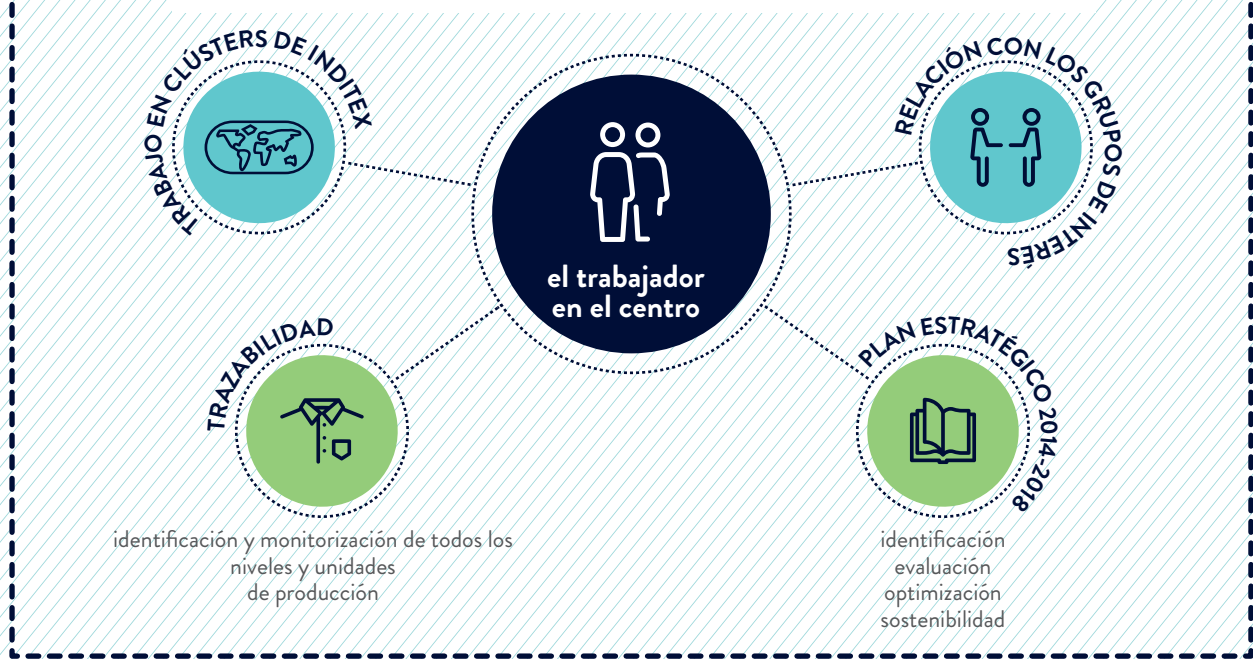 TRABAJO EN CLÚSTERS DE INDITEX
RELACIÓN CON LOS GRUPOS DE INTERÉS
el trabajador
en el centro
TRAZABILIDAD
identificación y monitorización de todos los
niveles y unidades
de producción
PLAN ESTRATÉGICO 2014-2018
identificación
evaluación
optimización
sostenibilidad